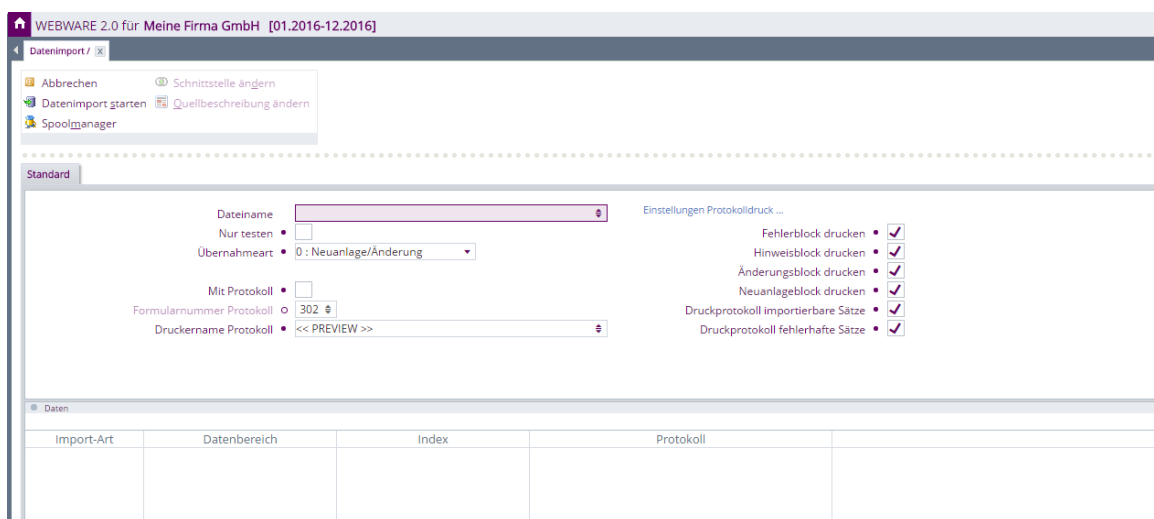 WEBWARE 2.0 für Meine Firma GmbH [01.2016-12.2016]
Datenimport / x
Abbrechen
Schnittstelle ändern
Datenimport starten
Quellbeschreibung ändern
Spoolmanager
Standard
Dateiname
Nur testen
Übernahmeart 0 : Neuanlage/Änderung
Mit Protokoll
Formularnummer Protokoll 302
Druckername Protokoll << PREVIEW >>
Einstellungen Protokolldruck ...
Fehlerblock drucken
Hinweisblock drucken
Änderungsblock drucken
Neuanlageblock drucken
Druckprotokoll importierbare Sätze
Druckprotokoll fehlerhafte Sätze
Daten
Import-Art Datenbereich Index Protokoll